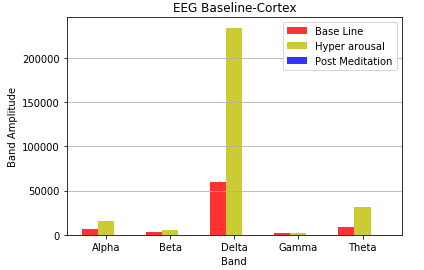 EEG Baseline-Cortex
Base Line
Hyper arousal
Post Meditation
200000
150000
100000
50000
0
Band Amplitude
Alpha Beta Delta Gamma Theta
Band